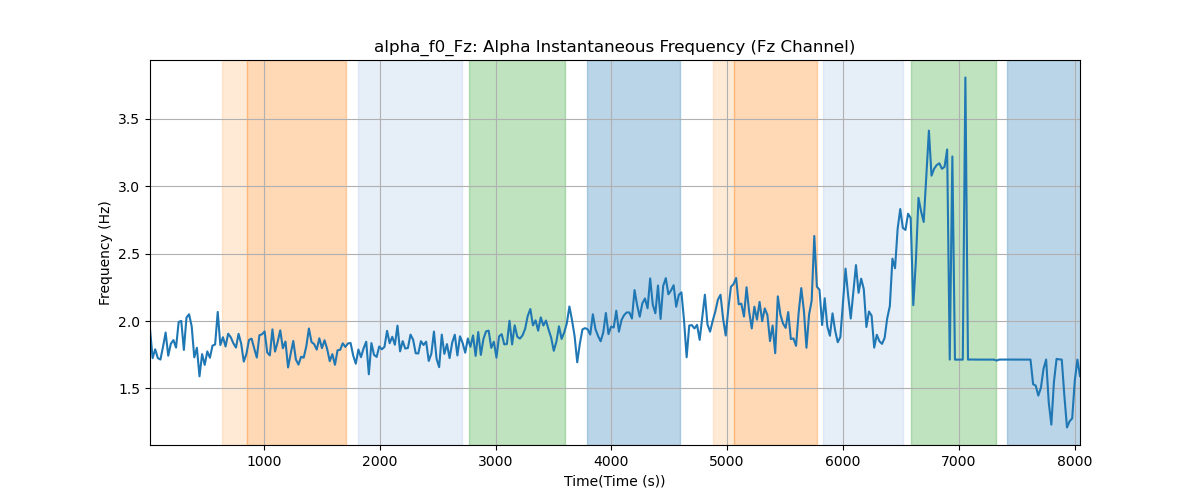 alpha_f0_Fz: Alpha Instantaneous Frequency (Fz Channel)
Frequency (Hz)
3.5
3.0
2.5
2.0
1.5
1000 2000 3000 4000 5000 6000 7000 8000
Time(Time (s))